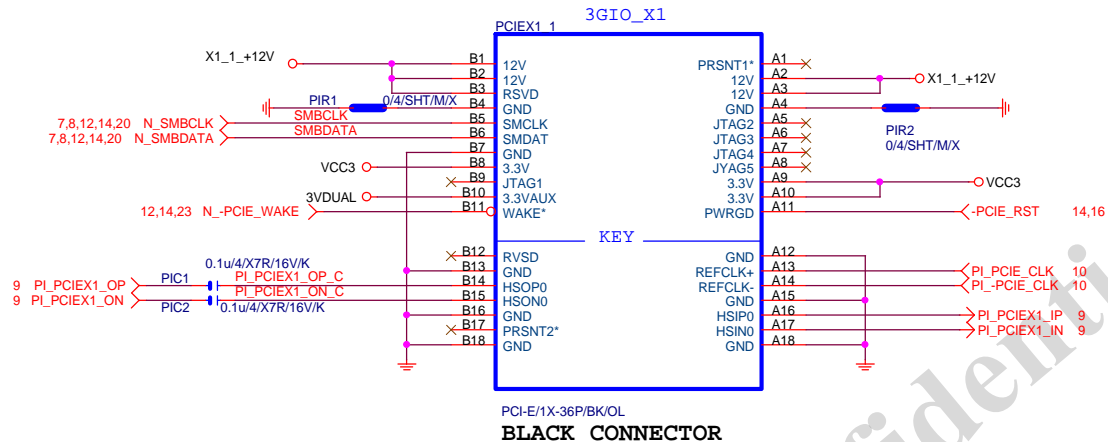 3GIO_X1
PCIEX1_1
X1_1_+12V
B1 12V
B2 12V
B3 RSVD
PIR1 0/4/SHT/M/X
B4 GND
7,8,12,14,20 N_SMBCLK SMBCLK B5 SMCLK
7,8,12,14,20 N_SMBDATA SMBDATA B6 SMDAT
B7 GND
VCC3 B8 3.3V
B9 JTAG1
3VDUAL B10 3.3VAUX
12,14,23 N_-PCIE_WAKE B11 WAKE*
PRSNT1* A1
12V A2 X1_1_+12V
12V A3
GND A4
PIR2
0/4/SHT/M/X
JTAG2 A5
JTAG3 A6
JTAG4 A7
JYAG5 A8
3.3V A9 VCC3
3.3V A10
PWRGD A11 -PCIE_RST 14,16
KEY
B12 RVSD
B13 GND
9 PI_PCIEX1_OP PIC1 0.1u/4/X7R/16V/K PI_PCIEX1_OP_C B14 HSOP0
9 PI_PCIEX1_ON PIC2 0.1u/4/X7R/16V/K PI_PCIEX1_ON_C B15 HSON0
B16 GND
B17 PRSNT2*
B18 GND
GND A12
REFCLK+ A13 PI_PCIE_CLK 10
REFCLK- A14 PI_-PCIE_CLK 10
GND A15
HSIP0 A16 PI_PCIEX1_IP 9
HSIN0 A17 PI_PCIEX1_IN 9
GND A18
PCI-E/1X-36P/BK/OL
BLACK CONNECTOR
fidenti